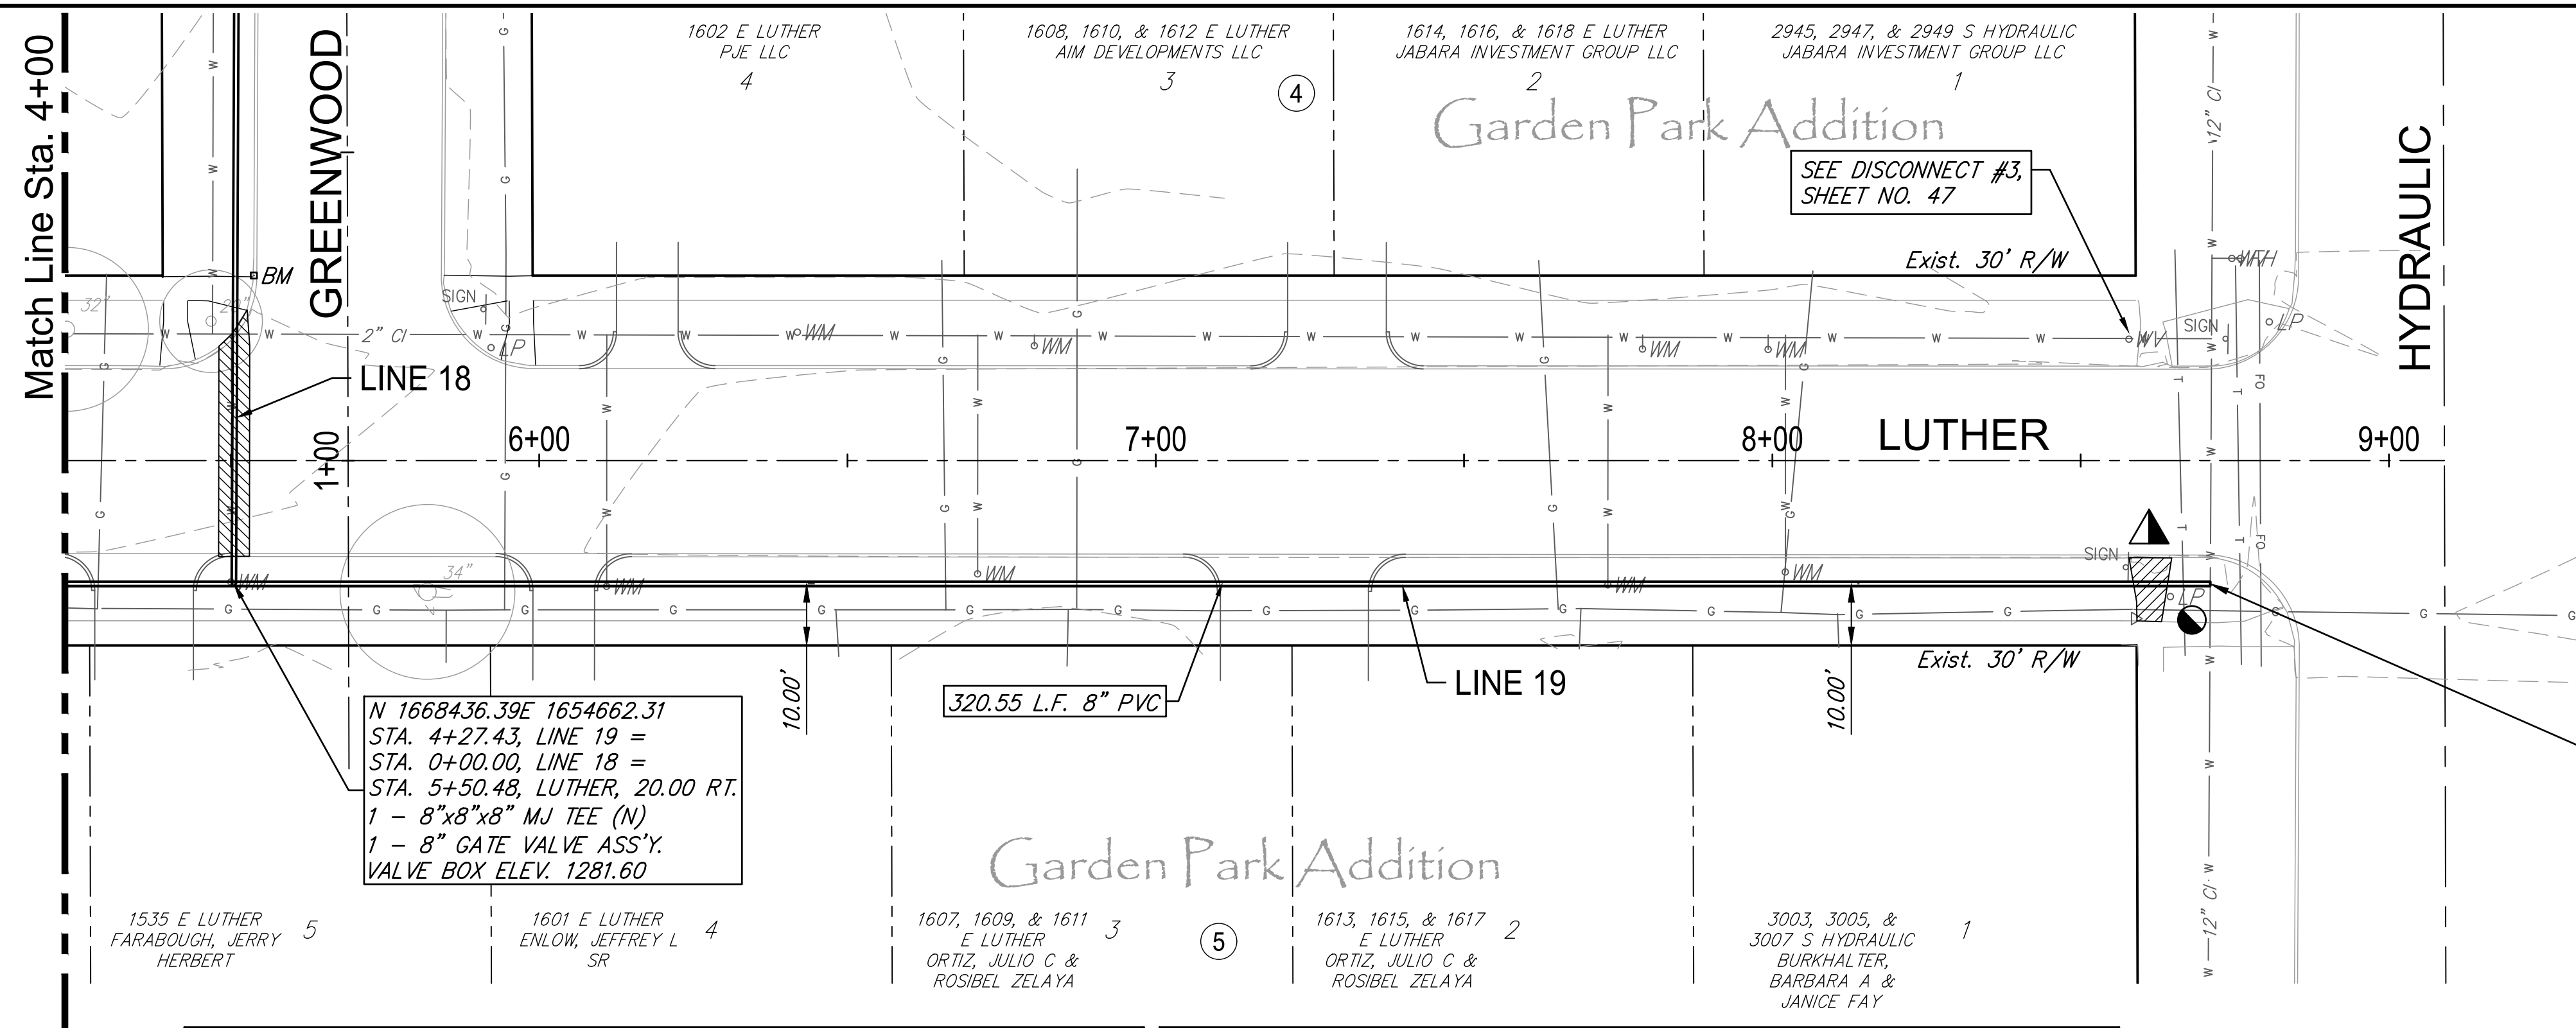 Match Line Sta. 4+00
GREENWOOD
1602 E LUTHER
PJE LLC
4
1608, 1610, & 1612 E LUTHER
AIM DEVELOPMENTS LLC
3
4
1614, 1616, & 1618 E LUTHER
JABARA INVESTMENT GROUP LLC
2
2945, 2947, & 2949 S HYDRAULIC
JABARA INVESTMENT GROUP LLC
1
Garden Park Addition
12" CI
HYDRAULIC
SEE DISCONNECT #3,
SHEET NO. 47
Exist. 30' R/W
BM
32'
SIGN
LP
2" CI
WM
WM
WM
WM
WV
SIGN
LP
LINE 18
1+00
6+00
7+00
8+00
LUTHER
9+00
T
T
FO
T
T
FO
WM
34"
WM
WM
WM
WM
SIGN
LP
10.00'
320.55 L.F. 8" PVC
LINE 19
10.00'
Exist. 30' R/W
N 1668436.39E 1654662.31
STA. 4+27.43, LINE 19 =
STA. 0+00.00, LINE 18 =
STA. 5+50.48, LUTHER, 20.00 RT.
1 - 8"x8"x8" MJ TEE (N)
1 - 8" GATE VALVE ASS'Y.
VALVE BOX ELEV. 1281.60
Garden Park Addition
1535 E LUTHER
FARABOUGH, JERRY
HERBERT
5
1601 E LUTHER
ENLOW, JEFFREY L
SR
4
1607, 1609, & 1611
E LUTHER
ORTIZ, JULIO C &
ROSIBEL ZELAYA
3
5
1613, 1615, & 1617
E LUTHER
ORTIZ, JULIO C &
ROSIBEL ZELAYA
2
3003, 3005, &
3007 S HYDRAULIC
BURKHALTER,
BARBARA A &
JANICE FAY
1
12" CI